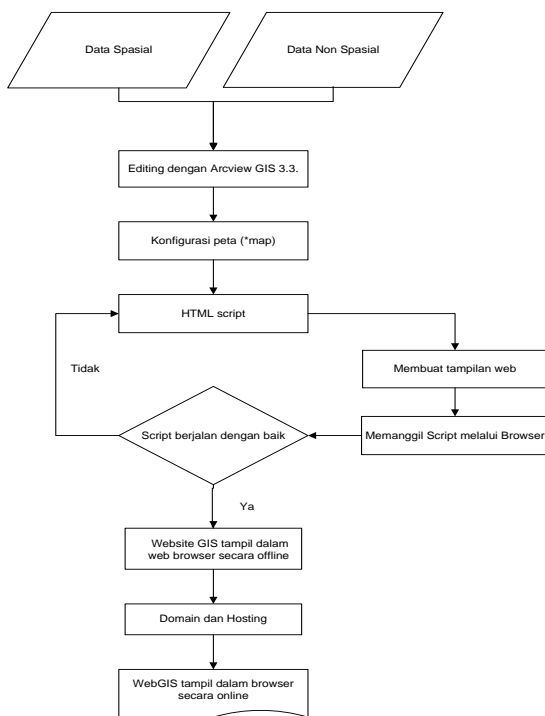 Data Spasial
Data Non Spasial
Editing dengan Arcview GIS 3.3.
Konfigurasi peta (*map)
HTML script
Tidak
Membuat tampilan web
Script berjalan dengan baik
Memanggil Script melalui Browser
Ya
Website GIS tampil dalam
web browser secara offline
Domain dan Hosting
WebGIS tampil dalam browser
secara online